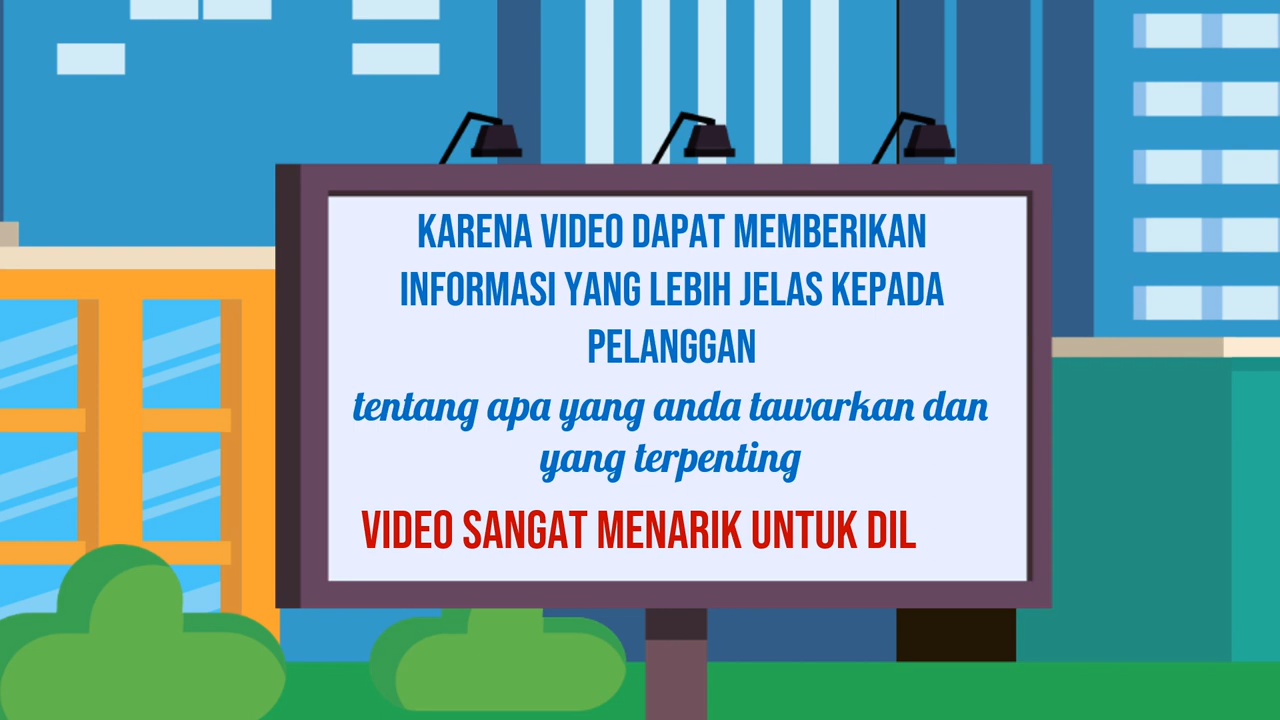 KARENA VIDEO DAPAT MEMBERIKAN
INFORMASI YANG LEBIH JELAS KEPADA
PELANGGAN
tentang apa yang anda tawarkan dan
yang terpenting
VIDEO SANGAT MENARIK UNTUK DIL